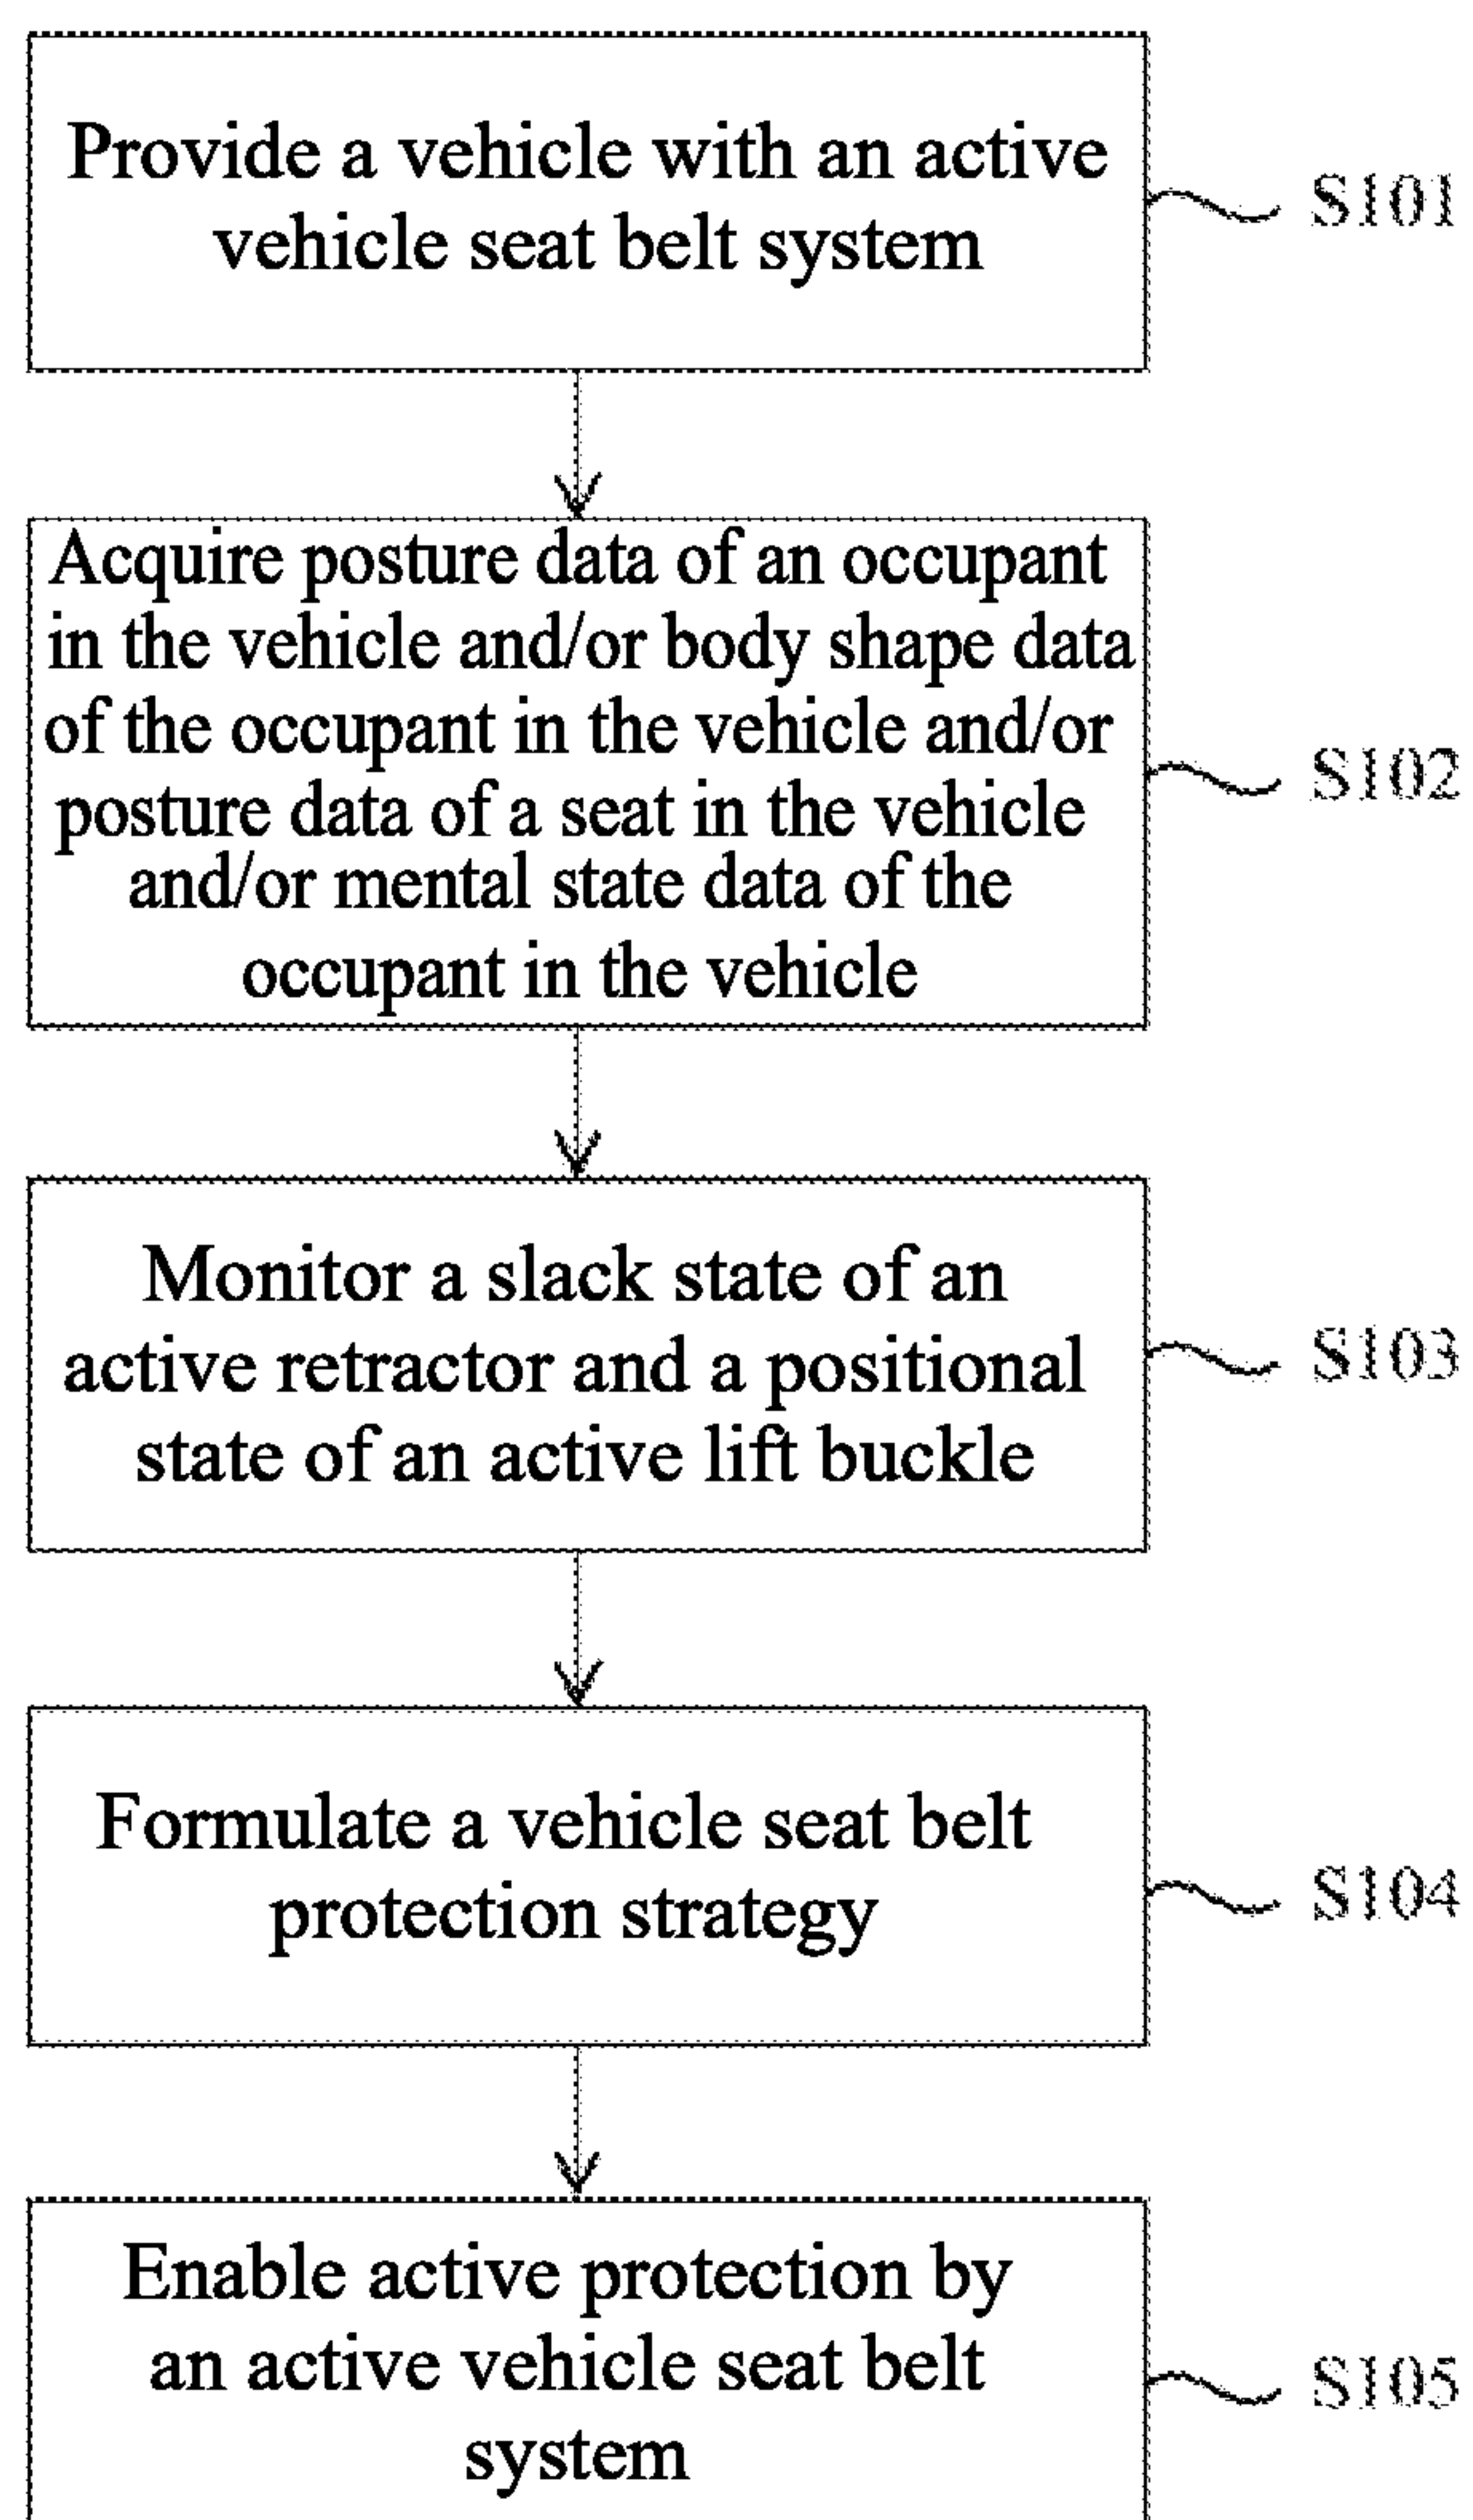 Provide a vehicle with an active
vehicle seat belt system
S101
Acquire posture data of an occupant
in the vehicle and/or body shape data
of the occupant in the vehicle and/or
posture data of a seat in the vehicle
and/or mental state data of the
occupant in the vehicle
S102
Monitor a slack state of an
active retractor and a positional
state of an active lift buckle
S103
Formulate a vehicle seat belt
protection strategy
S104
Enable active protection by
an active vehicle seat belt
system
S105